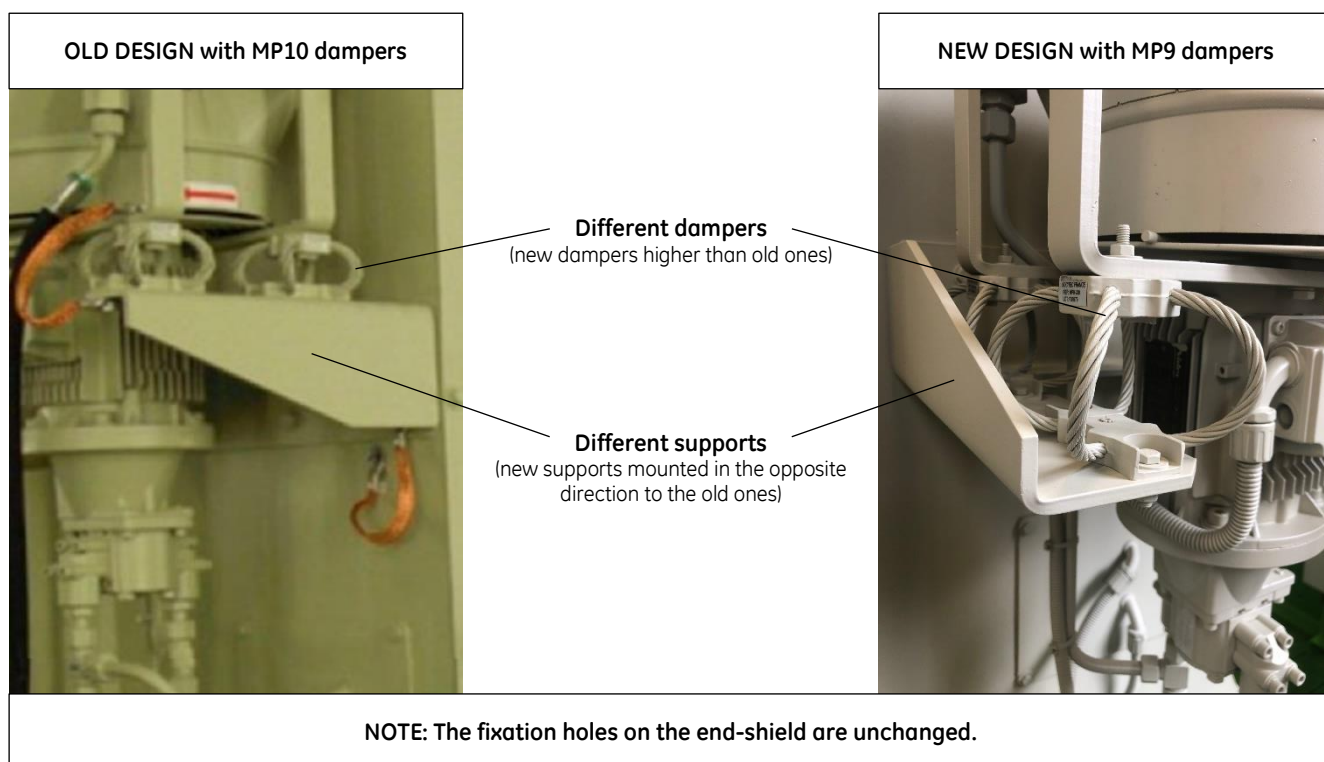 OLD DESIGN with MP10 dampers
NEW DESIGN with MP9 dampers
Different dampers
(new dampers higher than old ones)
Different supports
(new supports mounted in the opposite
direction to the old ones)
NOTE: The fixation holes on the end-shield are unchanged.